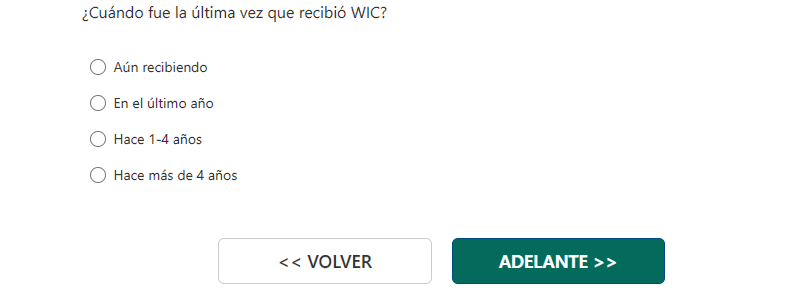 ¿Cuándo fue la última vez que recibió WIC?
Aún recibiendo
En el último año
Hace 1-4 años
Hace más de 4 años
<< VOLVER
ADELANTE >>